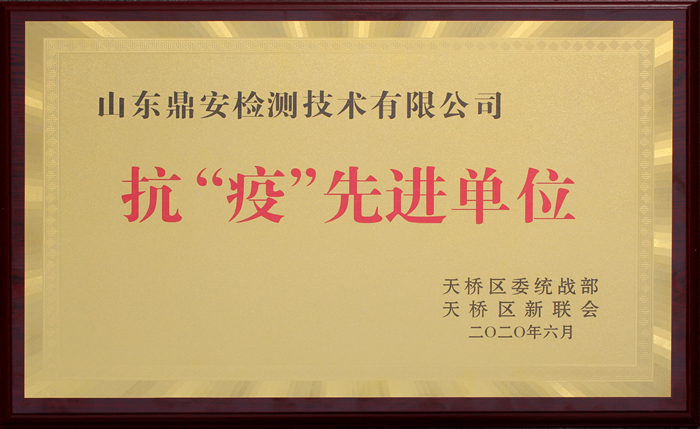 山东鼎安检测技术有限公司
抗“疫”先进单位
天桥区委统战部
天桥区新联会
二〇二〇年六月